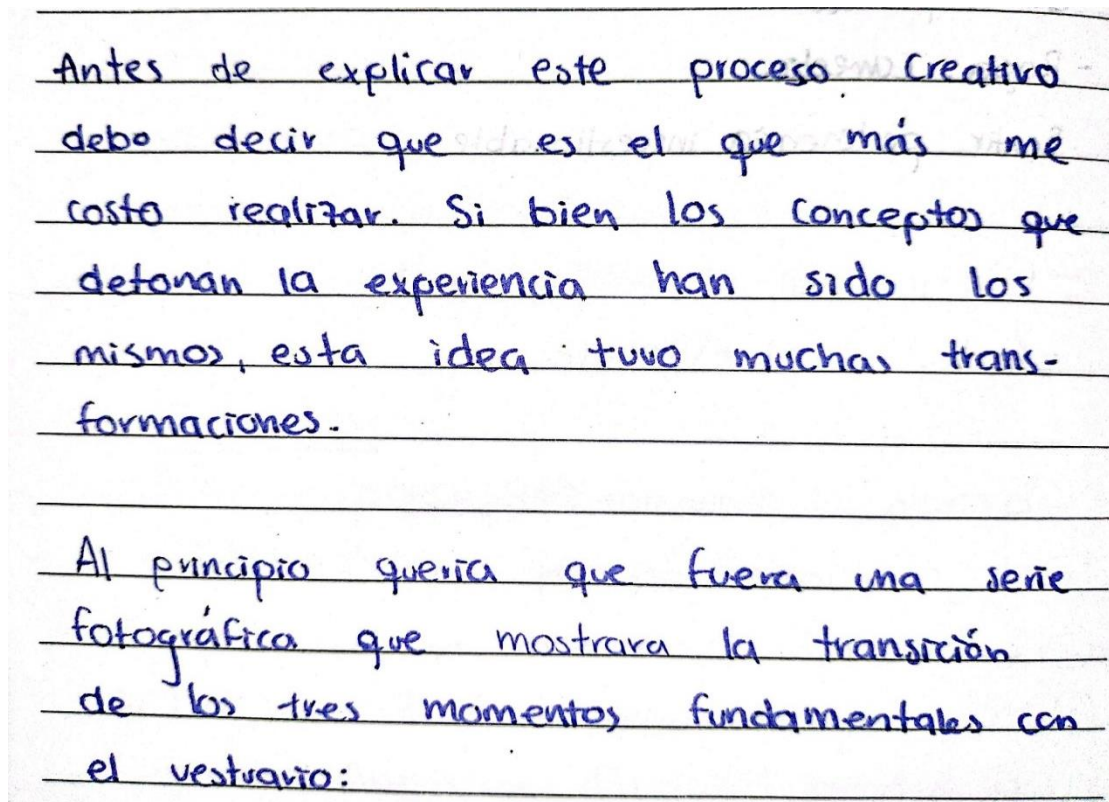 Antes de explicar este proceso Creativo
debo decir que es el que más me
costo realizar. Si bien los conceptos que
detonan la experiencia han sido los
mismos, esta idea tuvo muchas trans-
formaciones.
Al principio queria que fuera una serie
fotográfica que mostrara la transición
de los tres momentos fundamentales con
el vestuario: